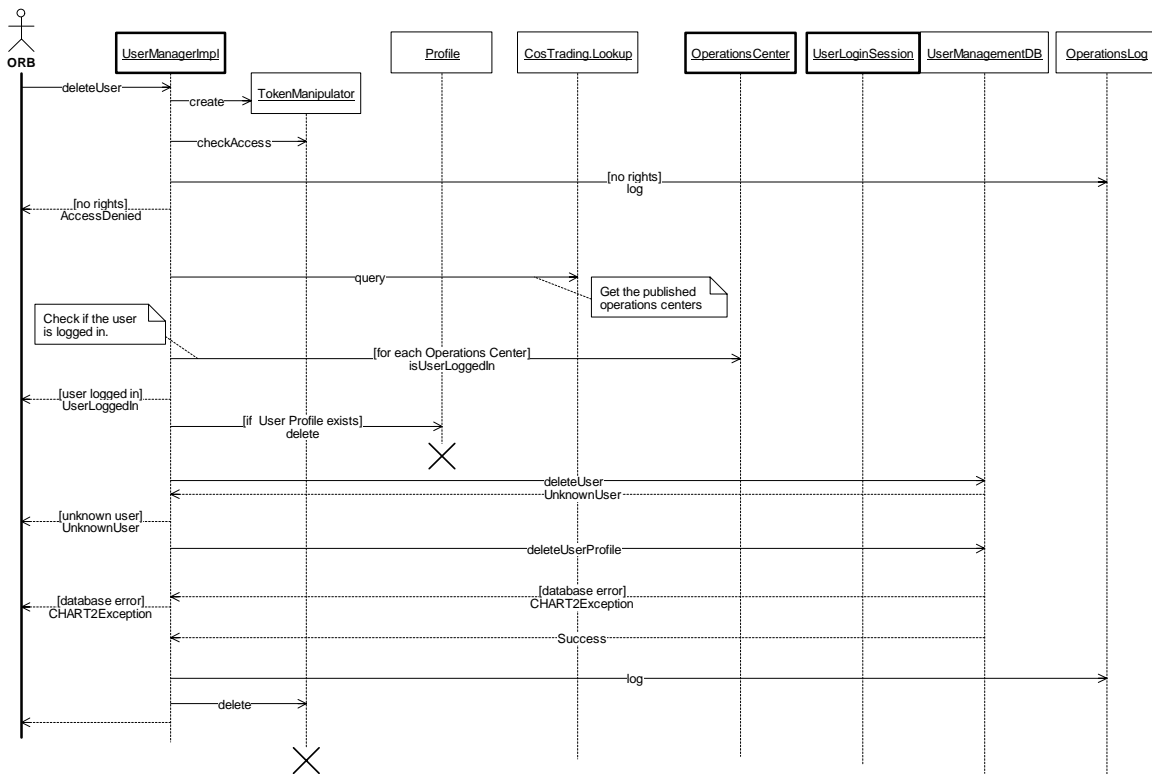 ORB
UserManagerImpl
Profile
CosTrading.Lookup
OperationsCenter
UserLoginSession
UserManagementDB
OperationsLog
deleteUser
create
TokenManipulator
checkAccess
[no rights]
log
[no rights]
AccessDenied
query
Get the published
operations centers
Check if the user
is logged in.
[for each Operations Center]
isUserLoggedIn
[user logged in]
UserLoggedIn
[if User Profile exists]
delete
deleteUser
UnknownUser
[unknown user]
UnknownUser
deleteUserProfile
[database error]
CHART2Exception
[database error]
CHART2Exception
Success
log
delete